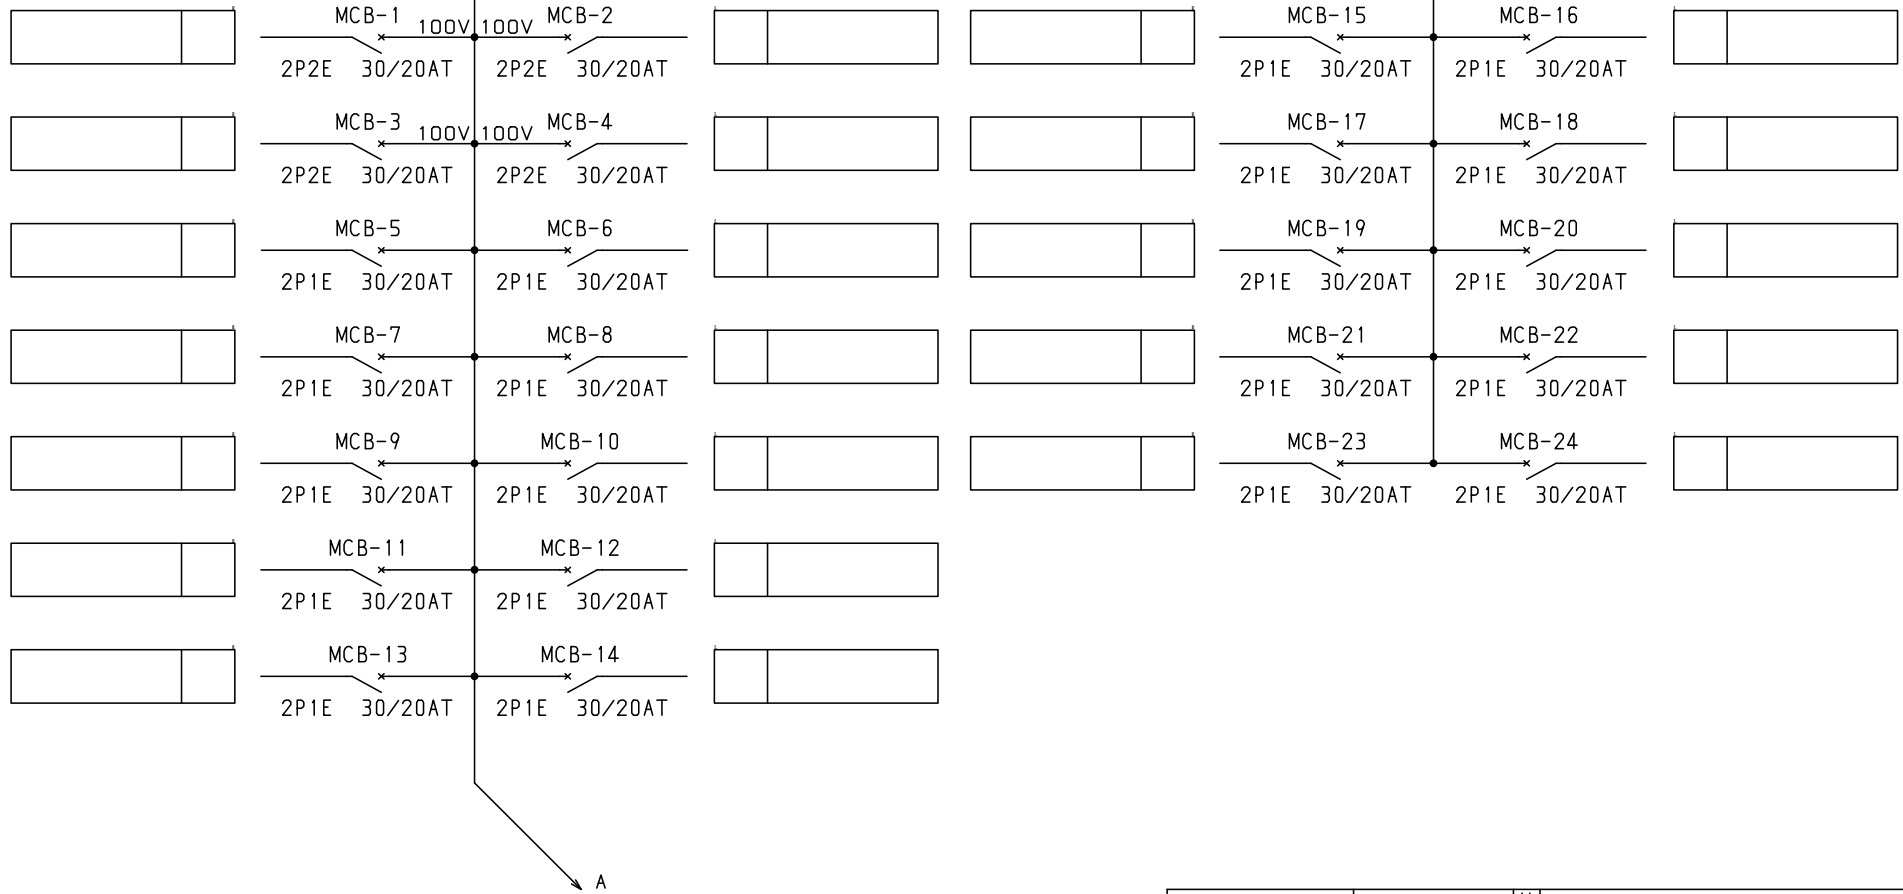 MCB-1 100V 100V MCB-2
2P2E 30/20AT 2P2E 30/20AT
MCB-3 100V 100V MCB-4
2P2E 30/20AT 2P2E 30/20AT
MCB-5 MCB-6
2P1E 30/20AT 2P1E 30/20AT
MCB-7 MCB-8
2P1E 30/20AT 2P1E 30/20AT
MCB-9 MCB-10
2P1E 30/20AT 2P1E 30/20AT
MCB-11 MCB-12
2P1E 30/20AT 2P1E 30/20AT
MCB-13 MCB-14
2P1E 30/20AT 2P1E 30/20AT
A
MCB-15 MCB-16
2P1E 30/20AT 2P1E 30/20AT
MCB-17 MCB-18
2P1E 30/20AT 2P1E 30/20AT
MCB-19 MCB-20
2P1E 30/20AT 2P1E 30/20AT
MCB-21 MCB-22
2P1E 30/20AT 2P1E 30/20AT
MCB-23 MCB-24
2P1E 30/20AT 2P1E 30/20AT